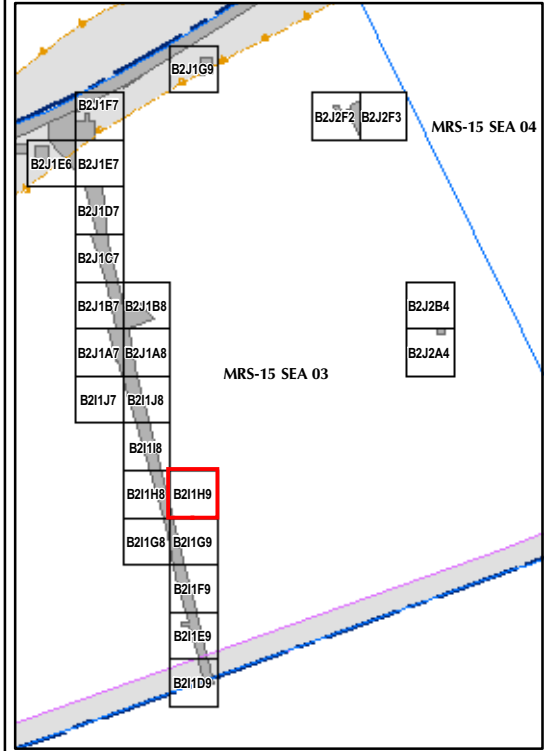 B2J1G9
B2J1F7
B2J2F2 B2J2F3
MRS-15 SEA 04
B2J1E6 B2J1E7
B2J1D7
B2J1C7
B2J1B7 B2J1B8
B2J2B4
B2J1A7 B2J1A8
B2J2A4
MRS-15 SEA 03
B2I1J7 B2I1J8
B2I1I8
B2I1H8 B2I1H9
B2I1G8 B2I1G9
B2I1F9
B2I1E9
B2I1D9